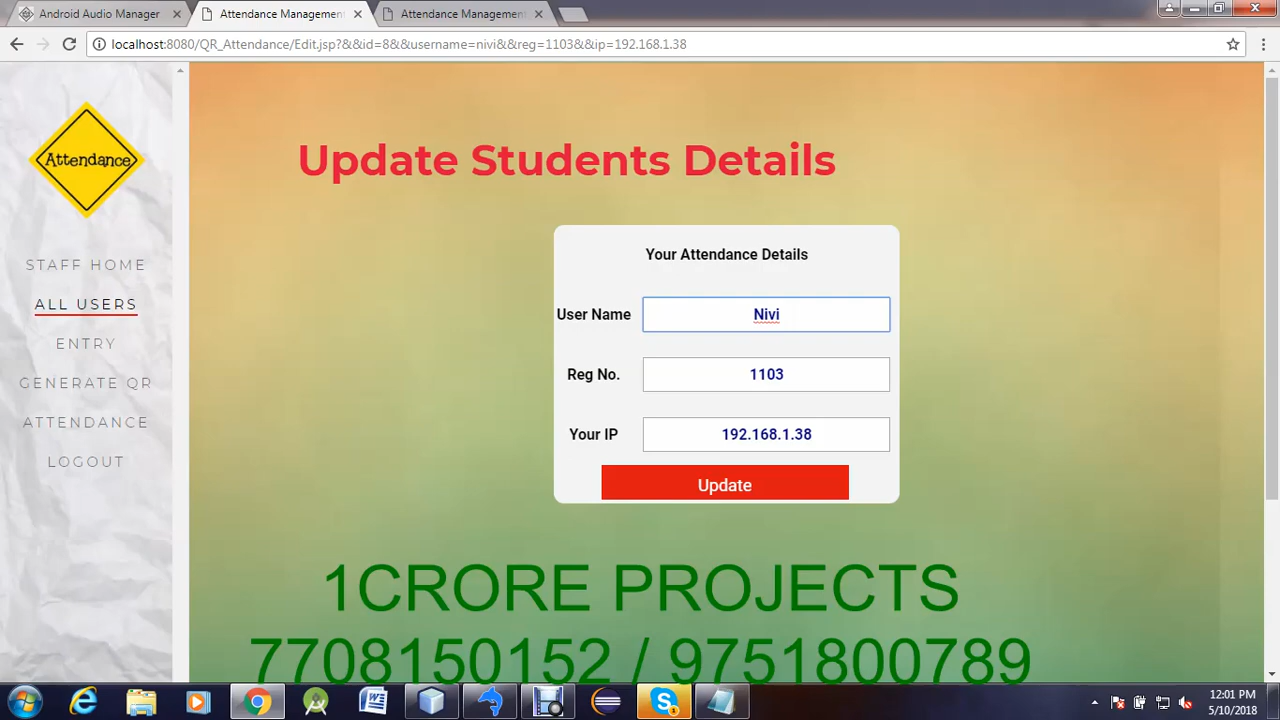 Android Audio Manager
Attendance Management
Attendance Management
localhost:8080/QR_Attendance/Edit.jsp?&&id=8&&username=nivi&&reg=1103&&ip=192.168.1.38
Attendance
STAFF HOME
ALL USERS
ENTRY
GENERATE QR
ATTENDANCE
LOGOUT
Update Students Details
Your Attendance Details
User Name
Nivi
Reg No.
1103
Your IP
192.168.1.38
Update
1CRORE PROJECTS
7708150152 / 9751800789
12:01 PM
5/10/2018